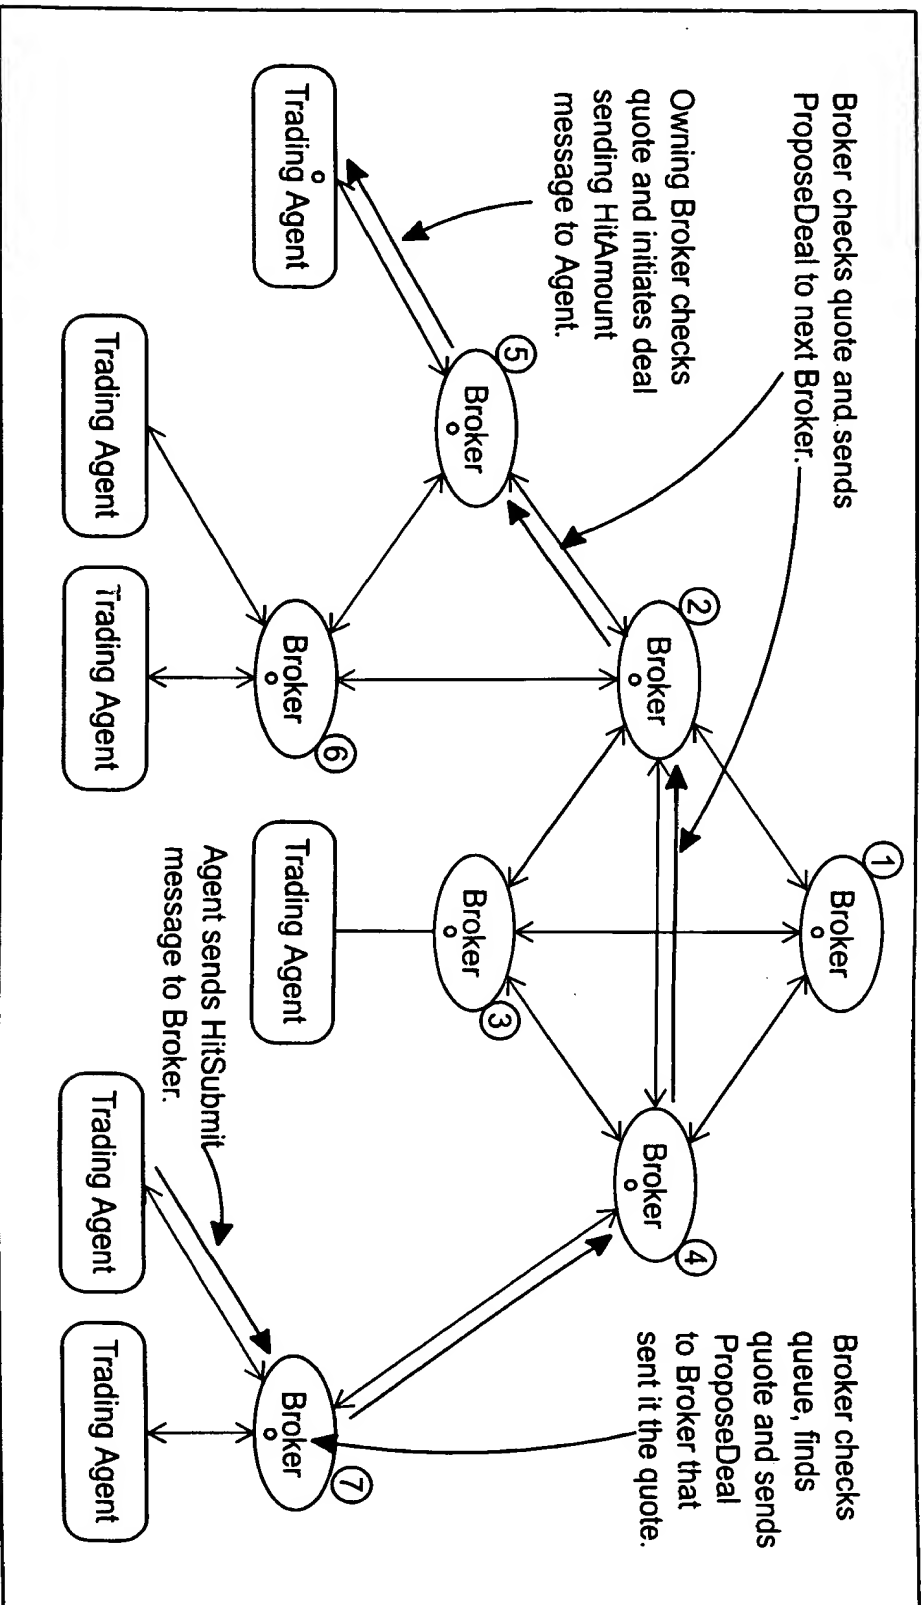 Broker checks quote and sends
ProposeDeal to next Broker.
1
Broker
Broker checks
queue, finds
quote and sends
ProposeDeal
to Broker that
sent it the quote.
Owning Broker checks
quote and initiates deal
sending HitAmount
message to Agent.
2
Broker
4
Broker
5
Broker
3
Broker
Trading Agent
6
Broker
Trading Agent
7
Broker
Agent sends HitSubmit
message to Broker.
Trading Agent
Trading Agent
Trading Agent
Trading Agent